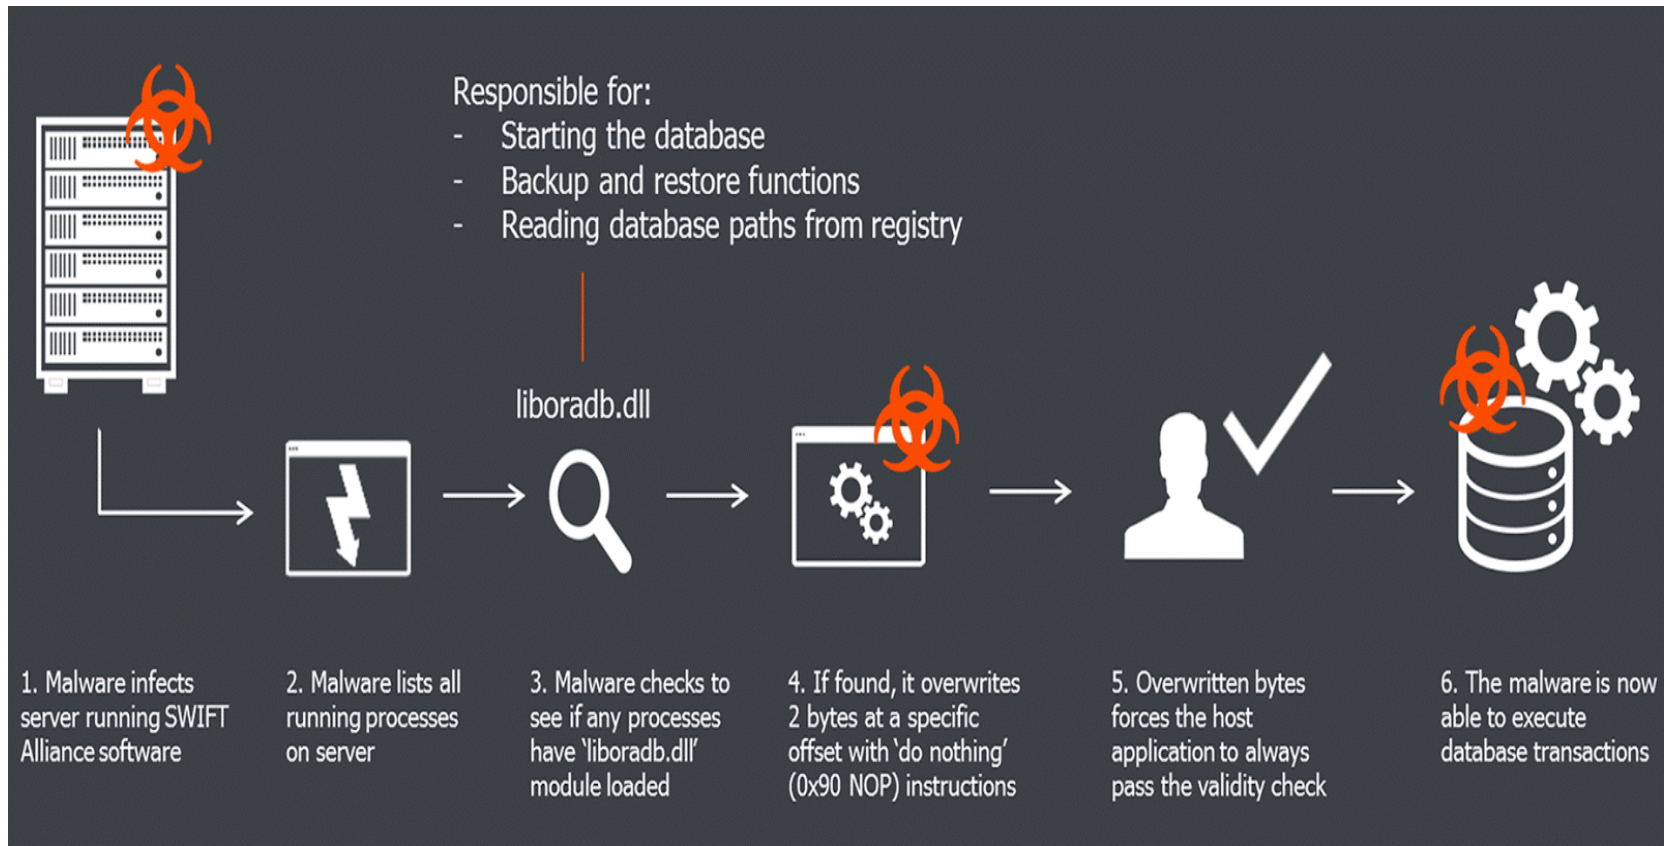 Responsible for:
- Starting the database
- Backup and restore functions
- Reading database paths from registry
liboradb.dll
1. Malware infects
server running SWIFT
Alliance software
2. Malware lists all
running processes
on server
3. Malware checks to
see if any processes
have ‘liboradb.dll’
module loaded
4. If found, it overwrites
2 bytes at a specific
offset with ‘do nothing’
(0x90 NOP) instructions
5. Overwritten bytes
forces the host
application to always
pass the validity check
6. The malware is now
able to execute
database transactions